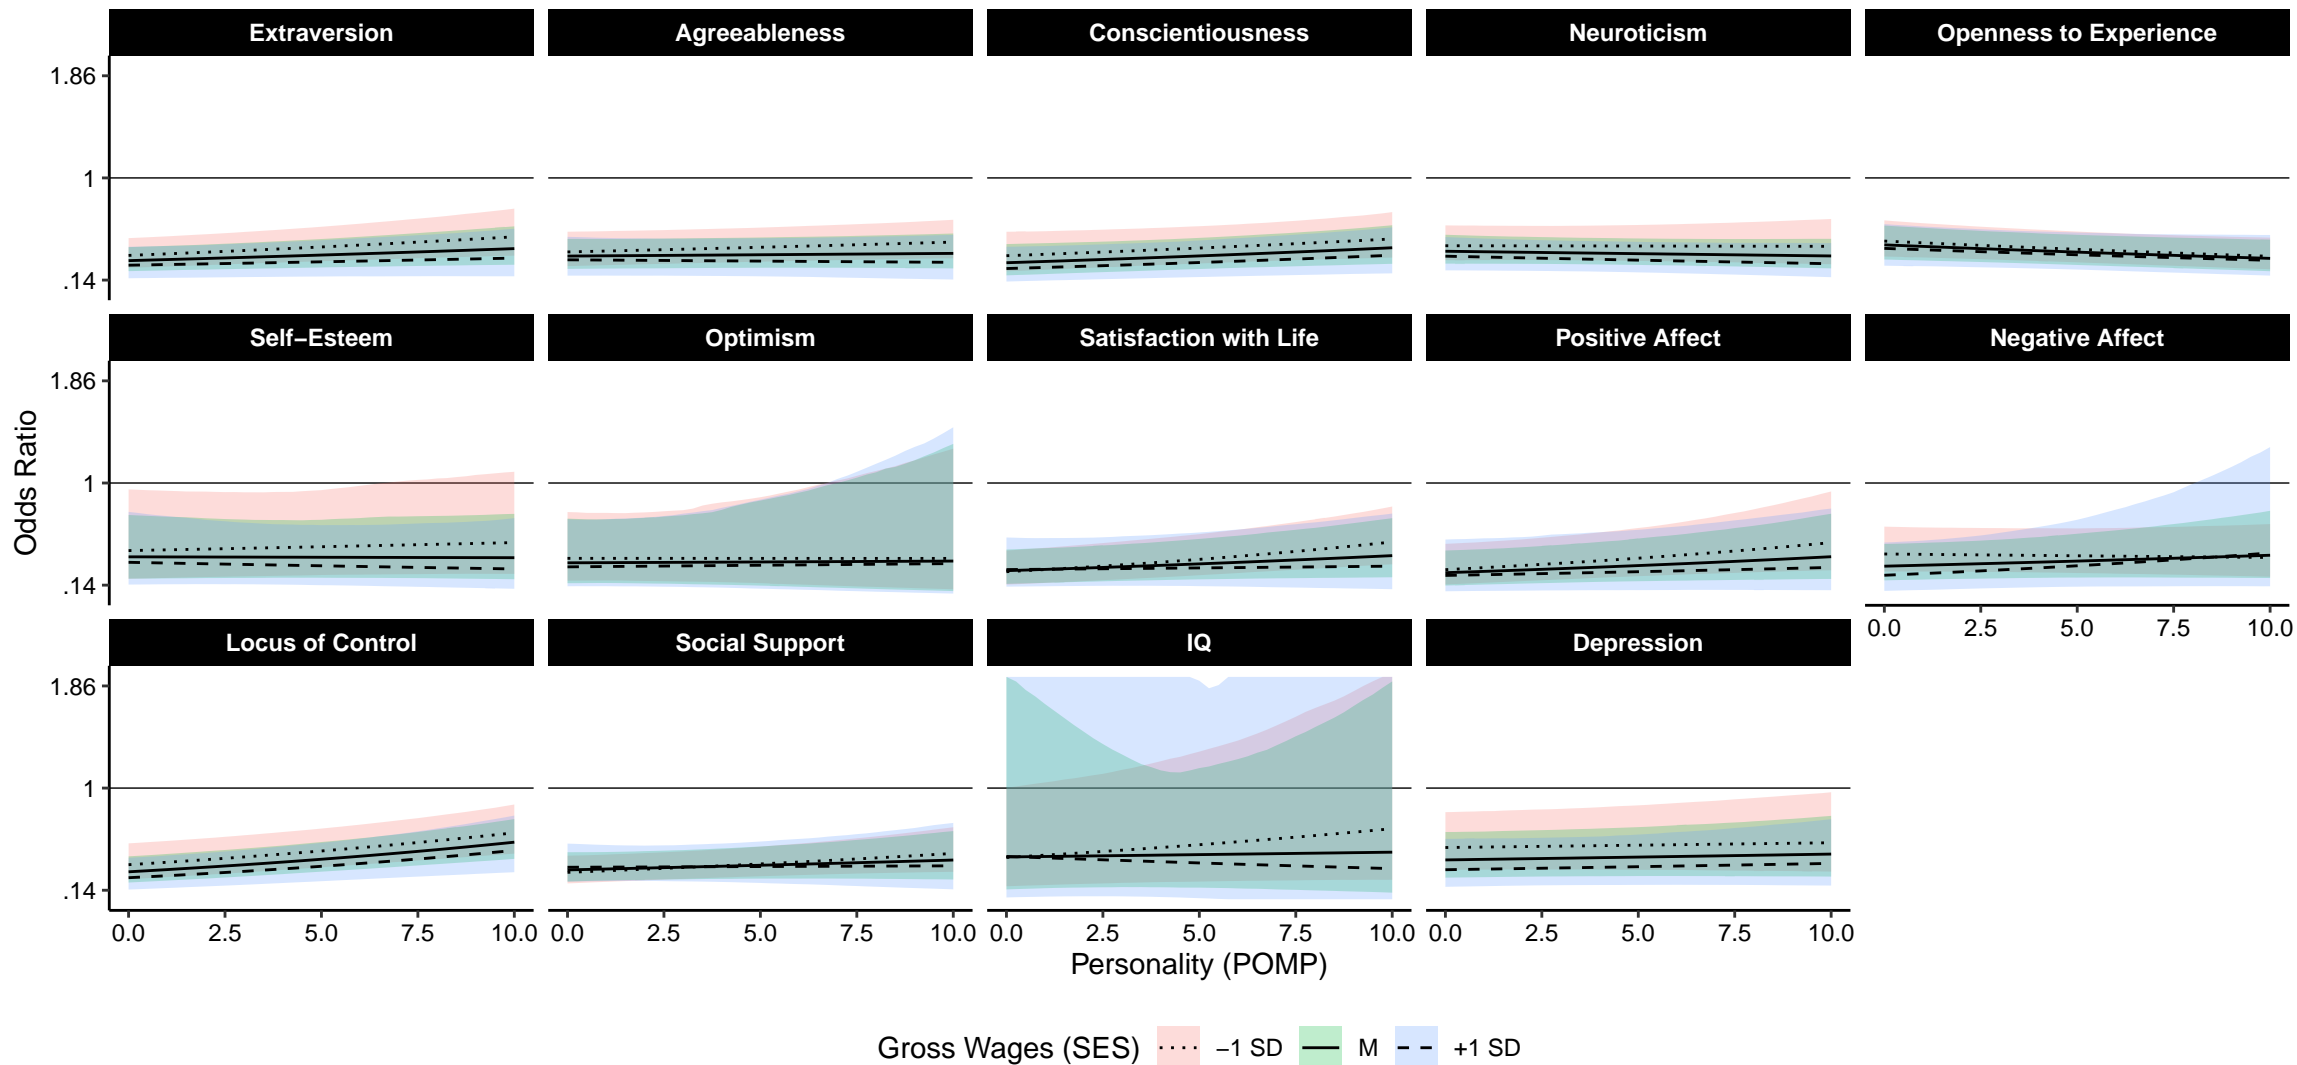 Extraversion
Agreeableness
Conscientiousness
Neuroticism
Openness to Experience
1.86
1
.14
Self−Esteem
Optimism
Satisfaction with Life
Positive Affect
Negative Affect
1.86
1
.14
0.0 2.5 5.0 7.5 10.0
Locus of Control
Social Support
IQ
Depression
1.86
1
.14
0.0 2.5 5.0 7.5 10.0
0.0 2.5 5.0 7.5 10.0
0.0 2.5 5.0 7.5 10.0
0.0 2.5 5.0 7.5 10.0
Odds Ratio
Personality (POMP)
Gross Wages (SES) −1 SD M +1 SD